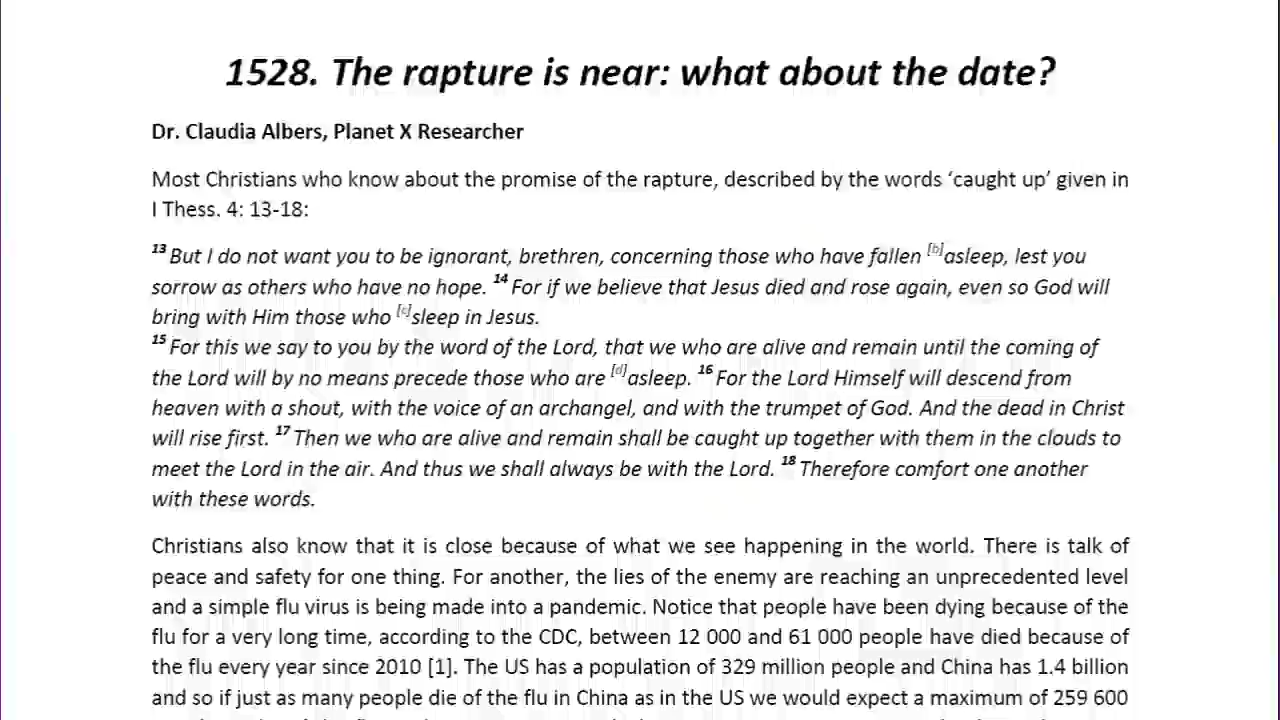 1528. The rapture is near: what about the date?
Dr. Claudia Albers, Planet X Researcher
Most Christians who know about the promise of the rapture, described by the words ‘caught up’ given in
I Thess. 4: 13-18:
13 But I do not want you to be ignorant, brethren, concerning those who have fallen [b]asleep, lest you
sorrow as others who have no hope. 14 For if we believe that Jesus died and rose again, even so God will
bring with Him those who [c]sleep in Jesus.
15 For this we say to you by the word of the Lord, that we who are alive and remain until the coming of
the Lord will by no means precede those who are [d]asleep. 16 For the Lord Himself will descend from
heaven with a shout, with the voice of an archangel, and with the trumpet of God. And the dead in Christ
will rise first. 17 Then we who are alive and remain shall be caught up together with them in the clouds to
meet the Lord in the air. And thus we shall always be with the Lord. 18 Therefore comfort one another
with these words.
Christians also know that it is close because of what we see happening in the world. There is talk of
peace and safety for one thing. For another, the lies of the enemy are reaching an unprecedented level
and a simple flu virus is being made into a pandemic. Notice that people have been dying because of the
flu for a very long time, according to the CDC, between 12 000 and 61 000 people have died because of
the flu every year since 2010 [1]. The US has a population of 329 million people and China has 1.4 billion
and so if just as many people die of the flu in China as in the US we would expect a maximum of 259 600